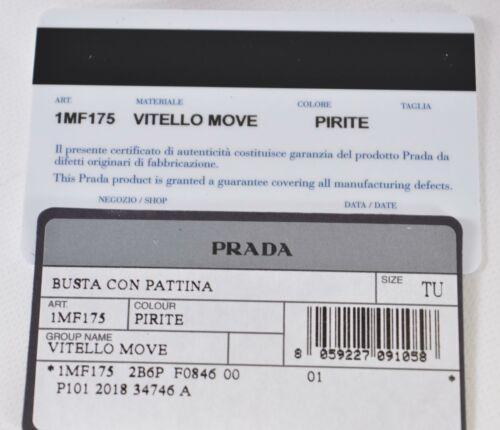 ART. MATERIALE COLORE TAGLIA
1MF175 VITELLO MOVE PIRITE
Il presente certificato di autenticità costituisce garanzia del prodotto Prada da
difetti originari di fabbricazione.
This Prada product is granted a guarantee covering all manufacturing defects.
NEGOZIO / SHOP DATA / DATE
PRADA
BUSTA CON PATTINA SIZE TU
ART. COLOUR
1MF175 PIRITE
GROUP NAME
VITELLO MOVE
8 059227 091058
*1MF175 2B6P F0846 00 01 *
P101 2018 34746 A